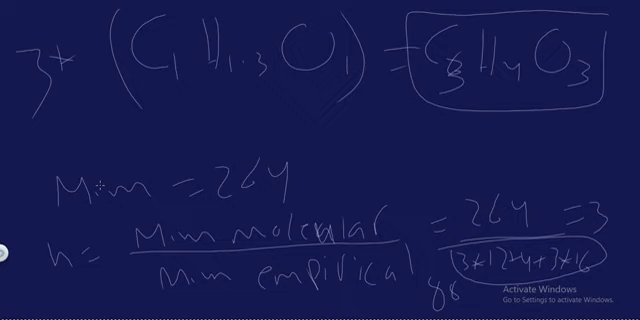 3* (C₁ H₁.₃ O₁) = C₃ H₄ O₃
M.m = 264
n = M.m molecular / M.m empirical = 264 / (3*12+4+3*16) = 3
88
Activate Windows
Go to Settings to activate Windows.